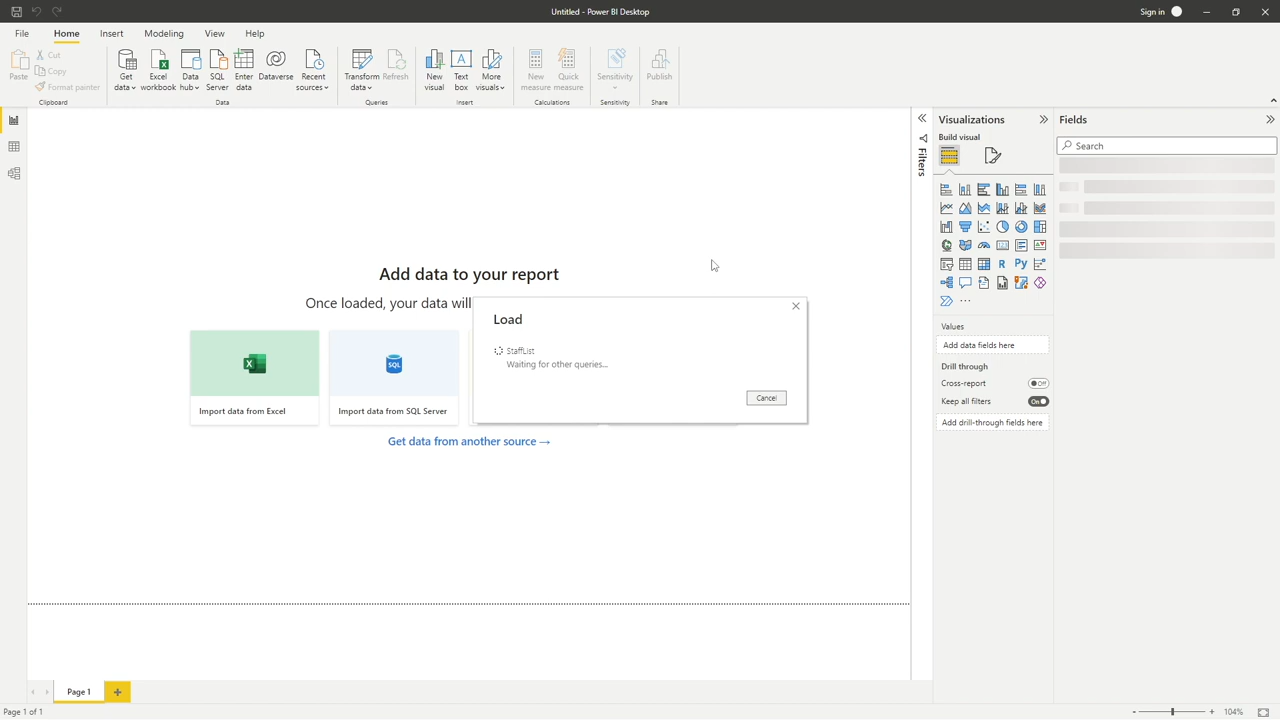 Untitled - Power BI Desktop
Sign in
File Home Insert Modeling View Help
Paste
Cut
Copy
Format painter
Clipboard
Get data
Excel workbook
Data hub
SQL Server
Enter data
Dataverse
Recent sources
Data
Transform data
Refresh
Queries
New visual
Text box
More visuals
Insert
New measure
Quick measure
Calculations
Sensitivity
Sensitivity
Publish
Share
Filters
Visualizations
Build visual
R
Py
Values
Add data fields here
Drill through
Cross-report
Off
Keep all filters
On
Add drill-through fields here
Fields
Search
Add data to your report
Once loaded, your data will
SQL
Import data from Excel
Import data from SQL Server
Get data from another source →
Load
StaffList
Waiting for other queries...
Cancel
Page 1
Page 1 of 1
104%